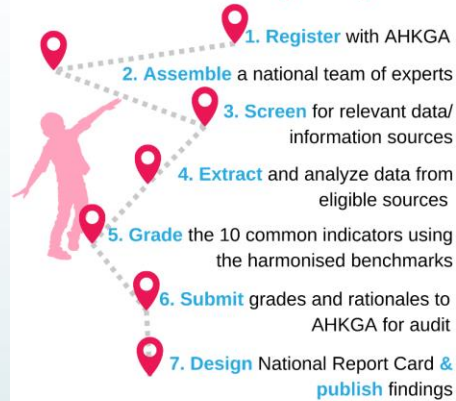 1. Register with AHKGA
2. Assemble a national team of experts
3. Screen for relevant data/
information sources
4. Extract and analyze data from
eligible sources
5. Grade the 10 common indicators using
the harmonised benchmarks
6. Submit grades and rationales to
AHKGA for audit
7. Design National Report Card &
publish findings